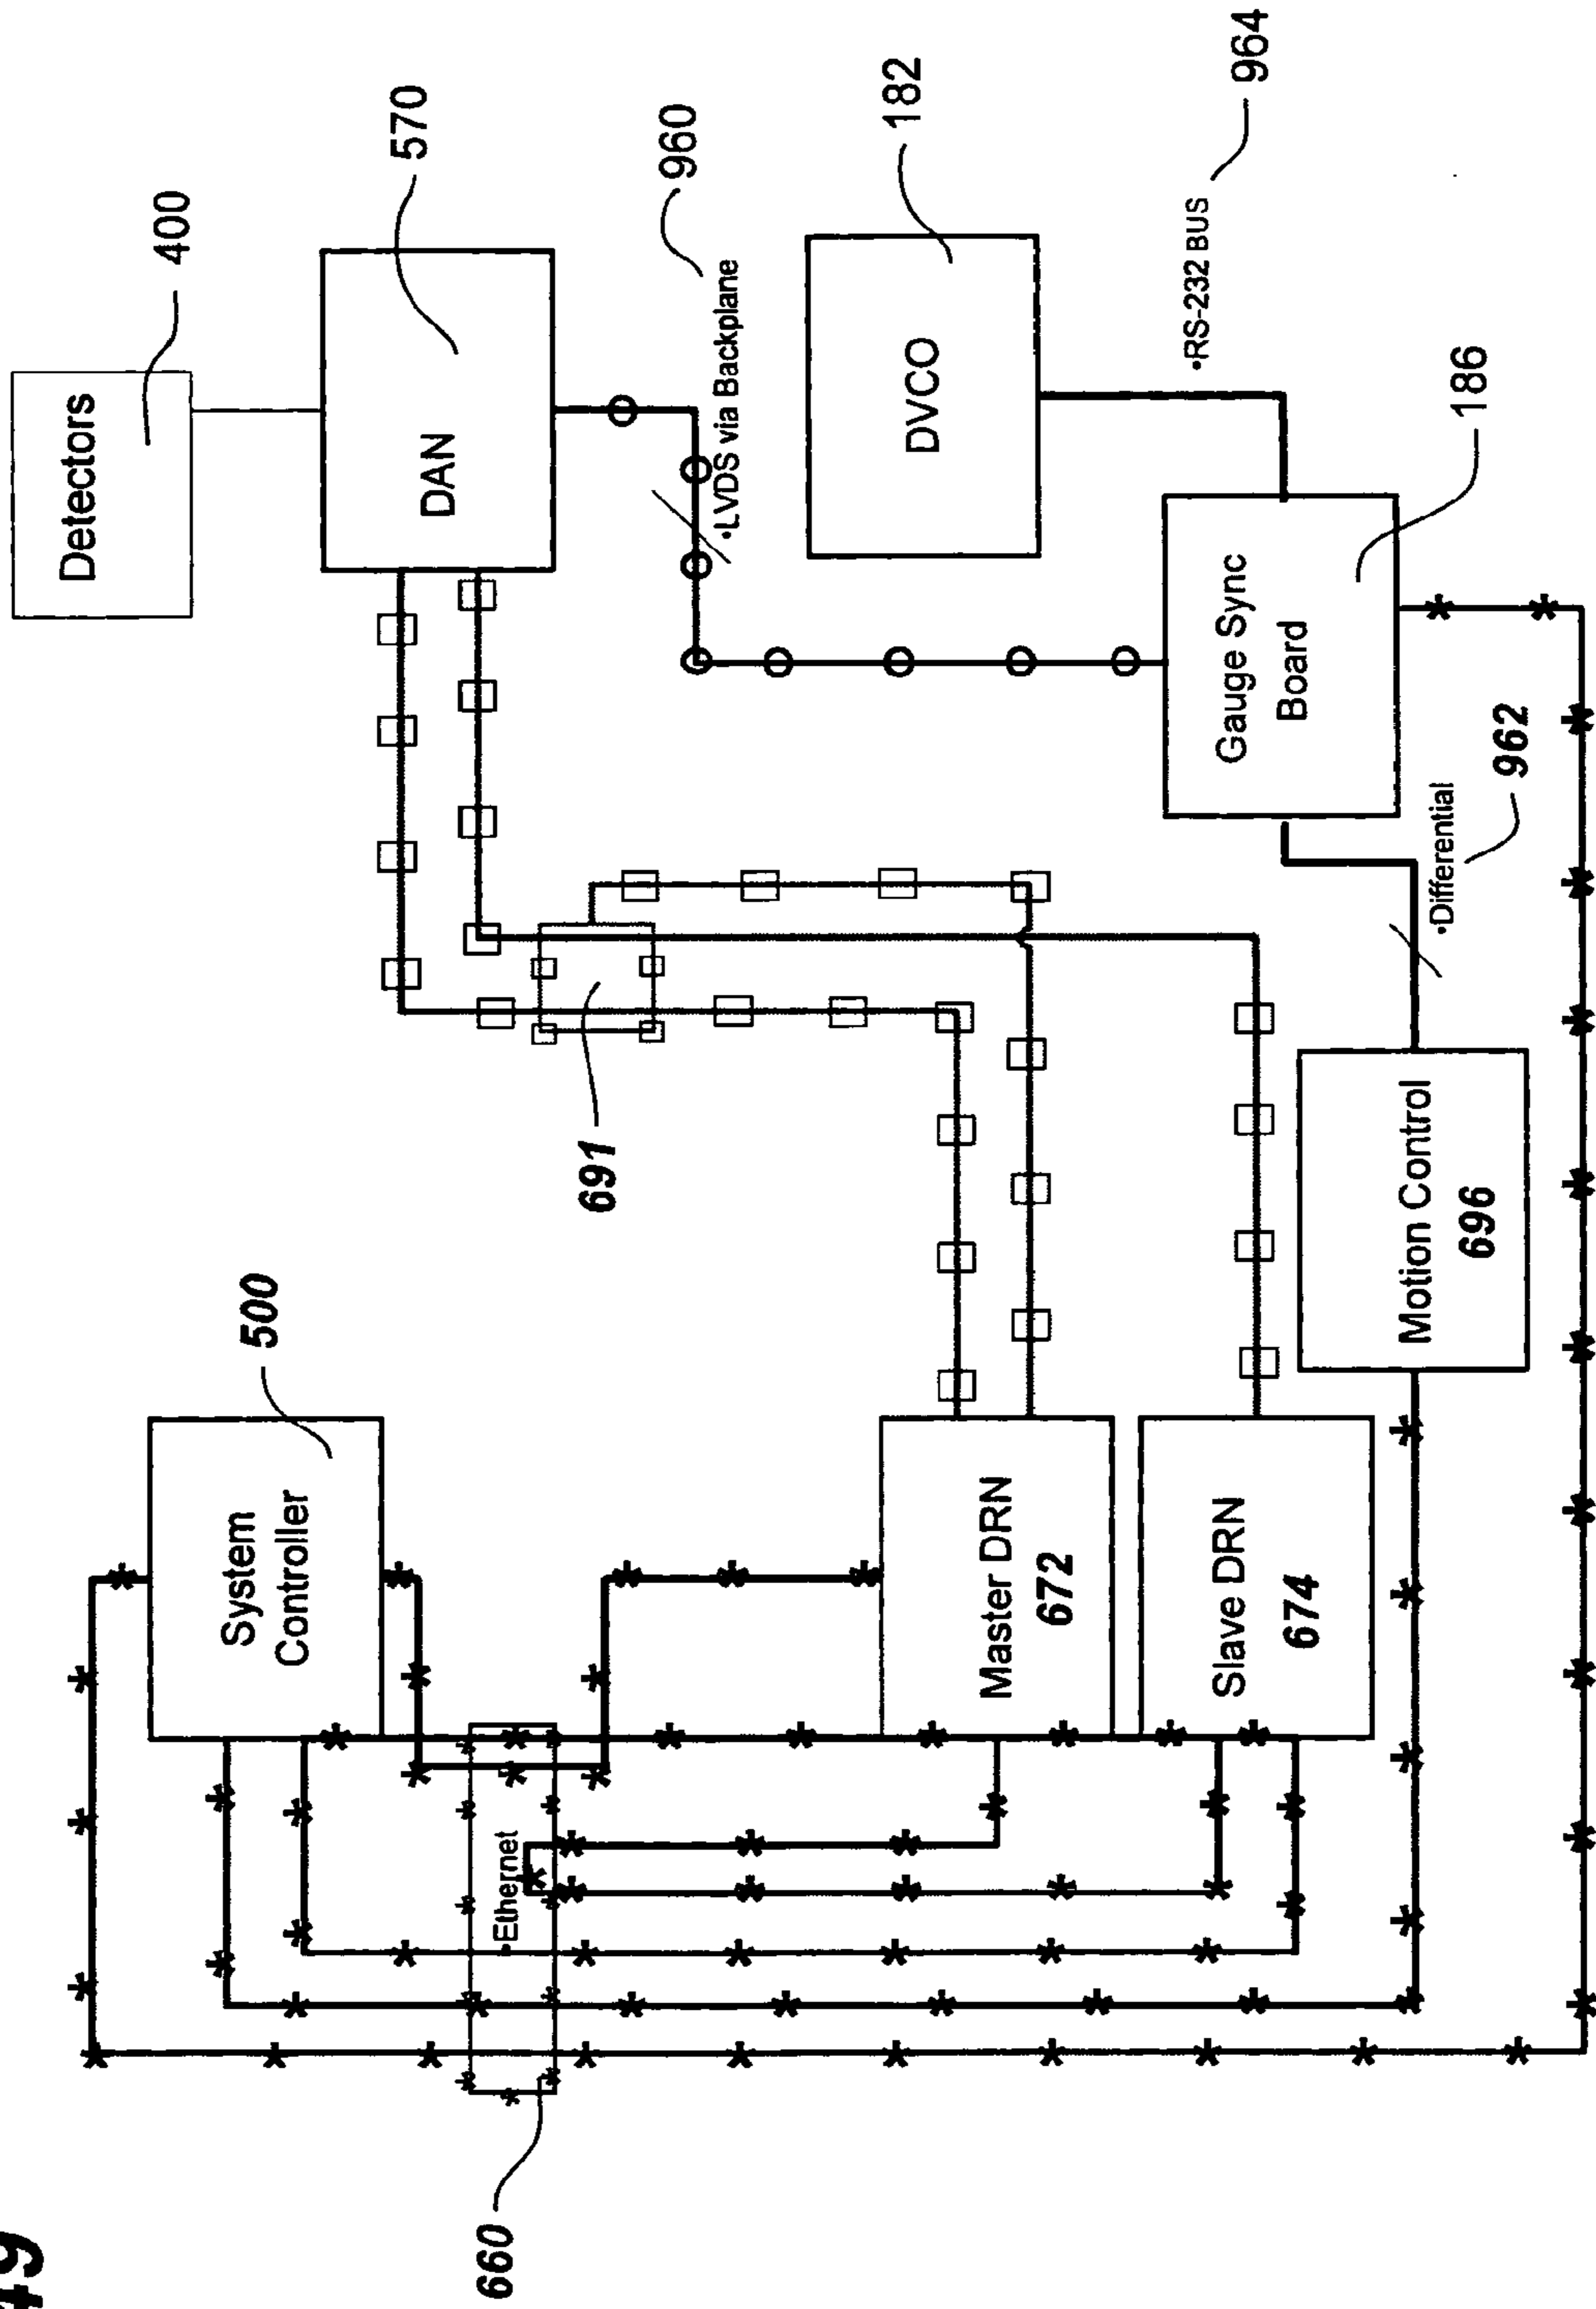 49
Detectors
400
DAN
570
•LVDS via Backplane
960
DVCO
182
•RS-232 BUS
964
Gauge Sync
Board
186
•Differential
962
691
System
Controller
500
Master DRN
672
Slave DRN
674
Motion Control
696
•Ethernet
660